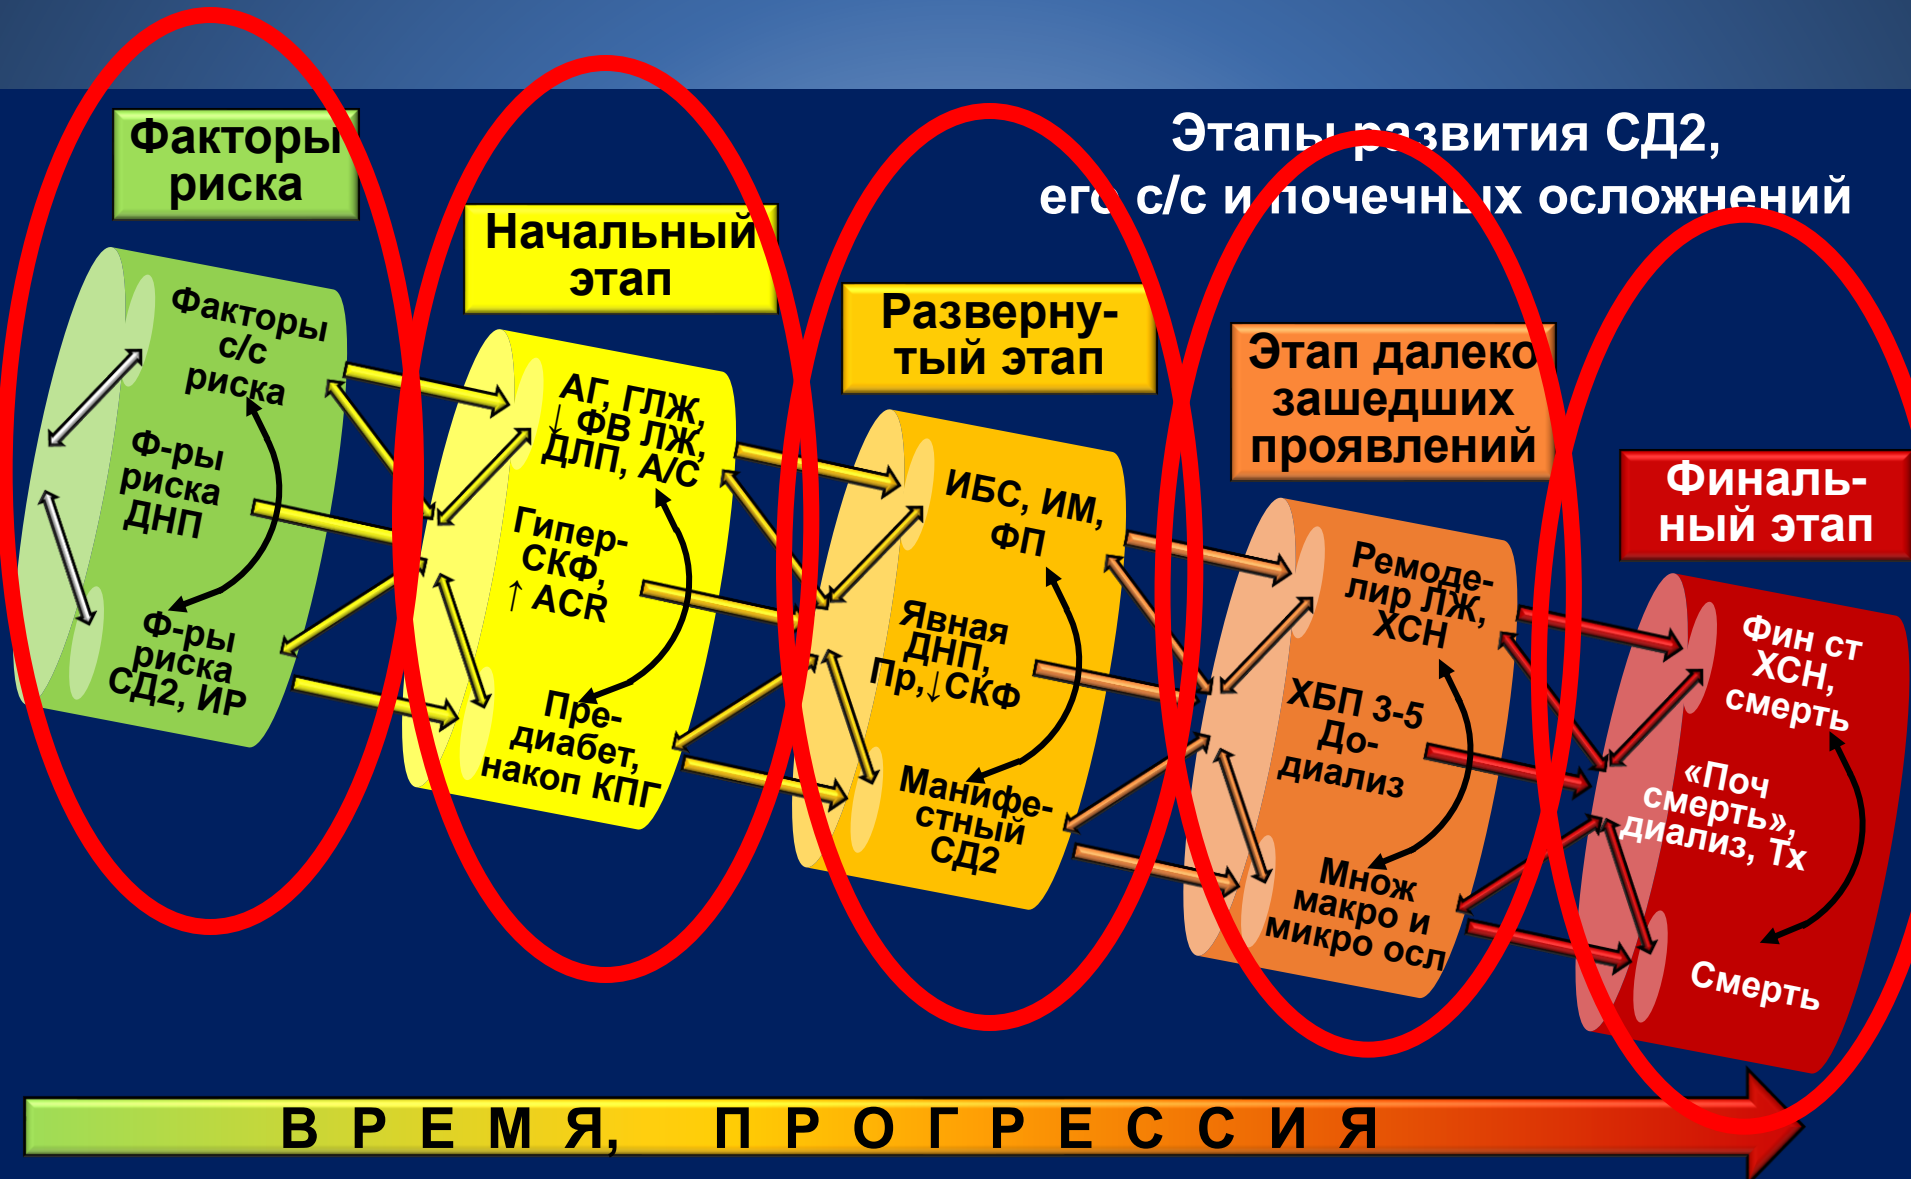 Этапы развития СД2,
его с/с и почечных осложнений
Факторы
риска
Факторы
с/с
риска
Ф-ры
риска
ДНП
Ф-ры
риска
СД2, ИР
Начальный
этап
АГ, ГЛЖ,
↓ ФВ ЛЖ,
ДЛП, А/С
Гипер-
СКФ,
↑ ACR
Пре-
диабет,
накоп КПГ
Разверну-
тый этап
ИБС, ИМ,
ФП
Явная
ДНП,
Пр,↓СКФ
Манифе-
стный
СД2
Этап далеко
зашедших
проявлений
Ремоде-
лир ЛЖ,
ХСН
ХБП 3-5
До-
диализ
Множ
макро и
микро осл
Финаль-
ный этап
Фин ст
ХСН,
смерть
«Поч
смерть»,
диализ, Тх
Смерть
ВРЕМЯ, ПРОГРЕССИЯ